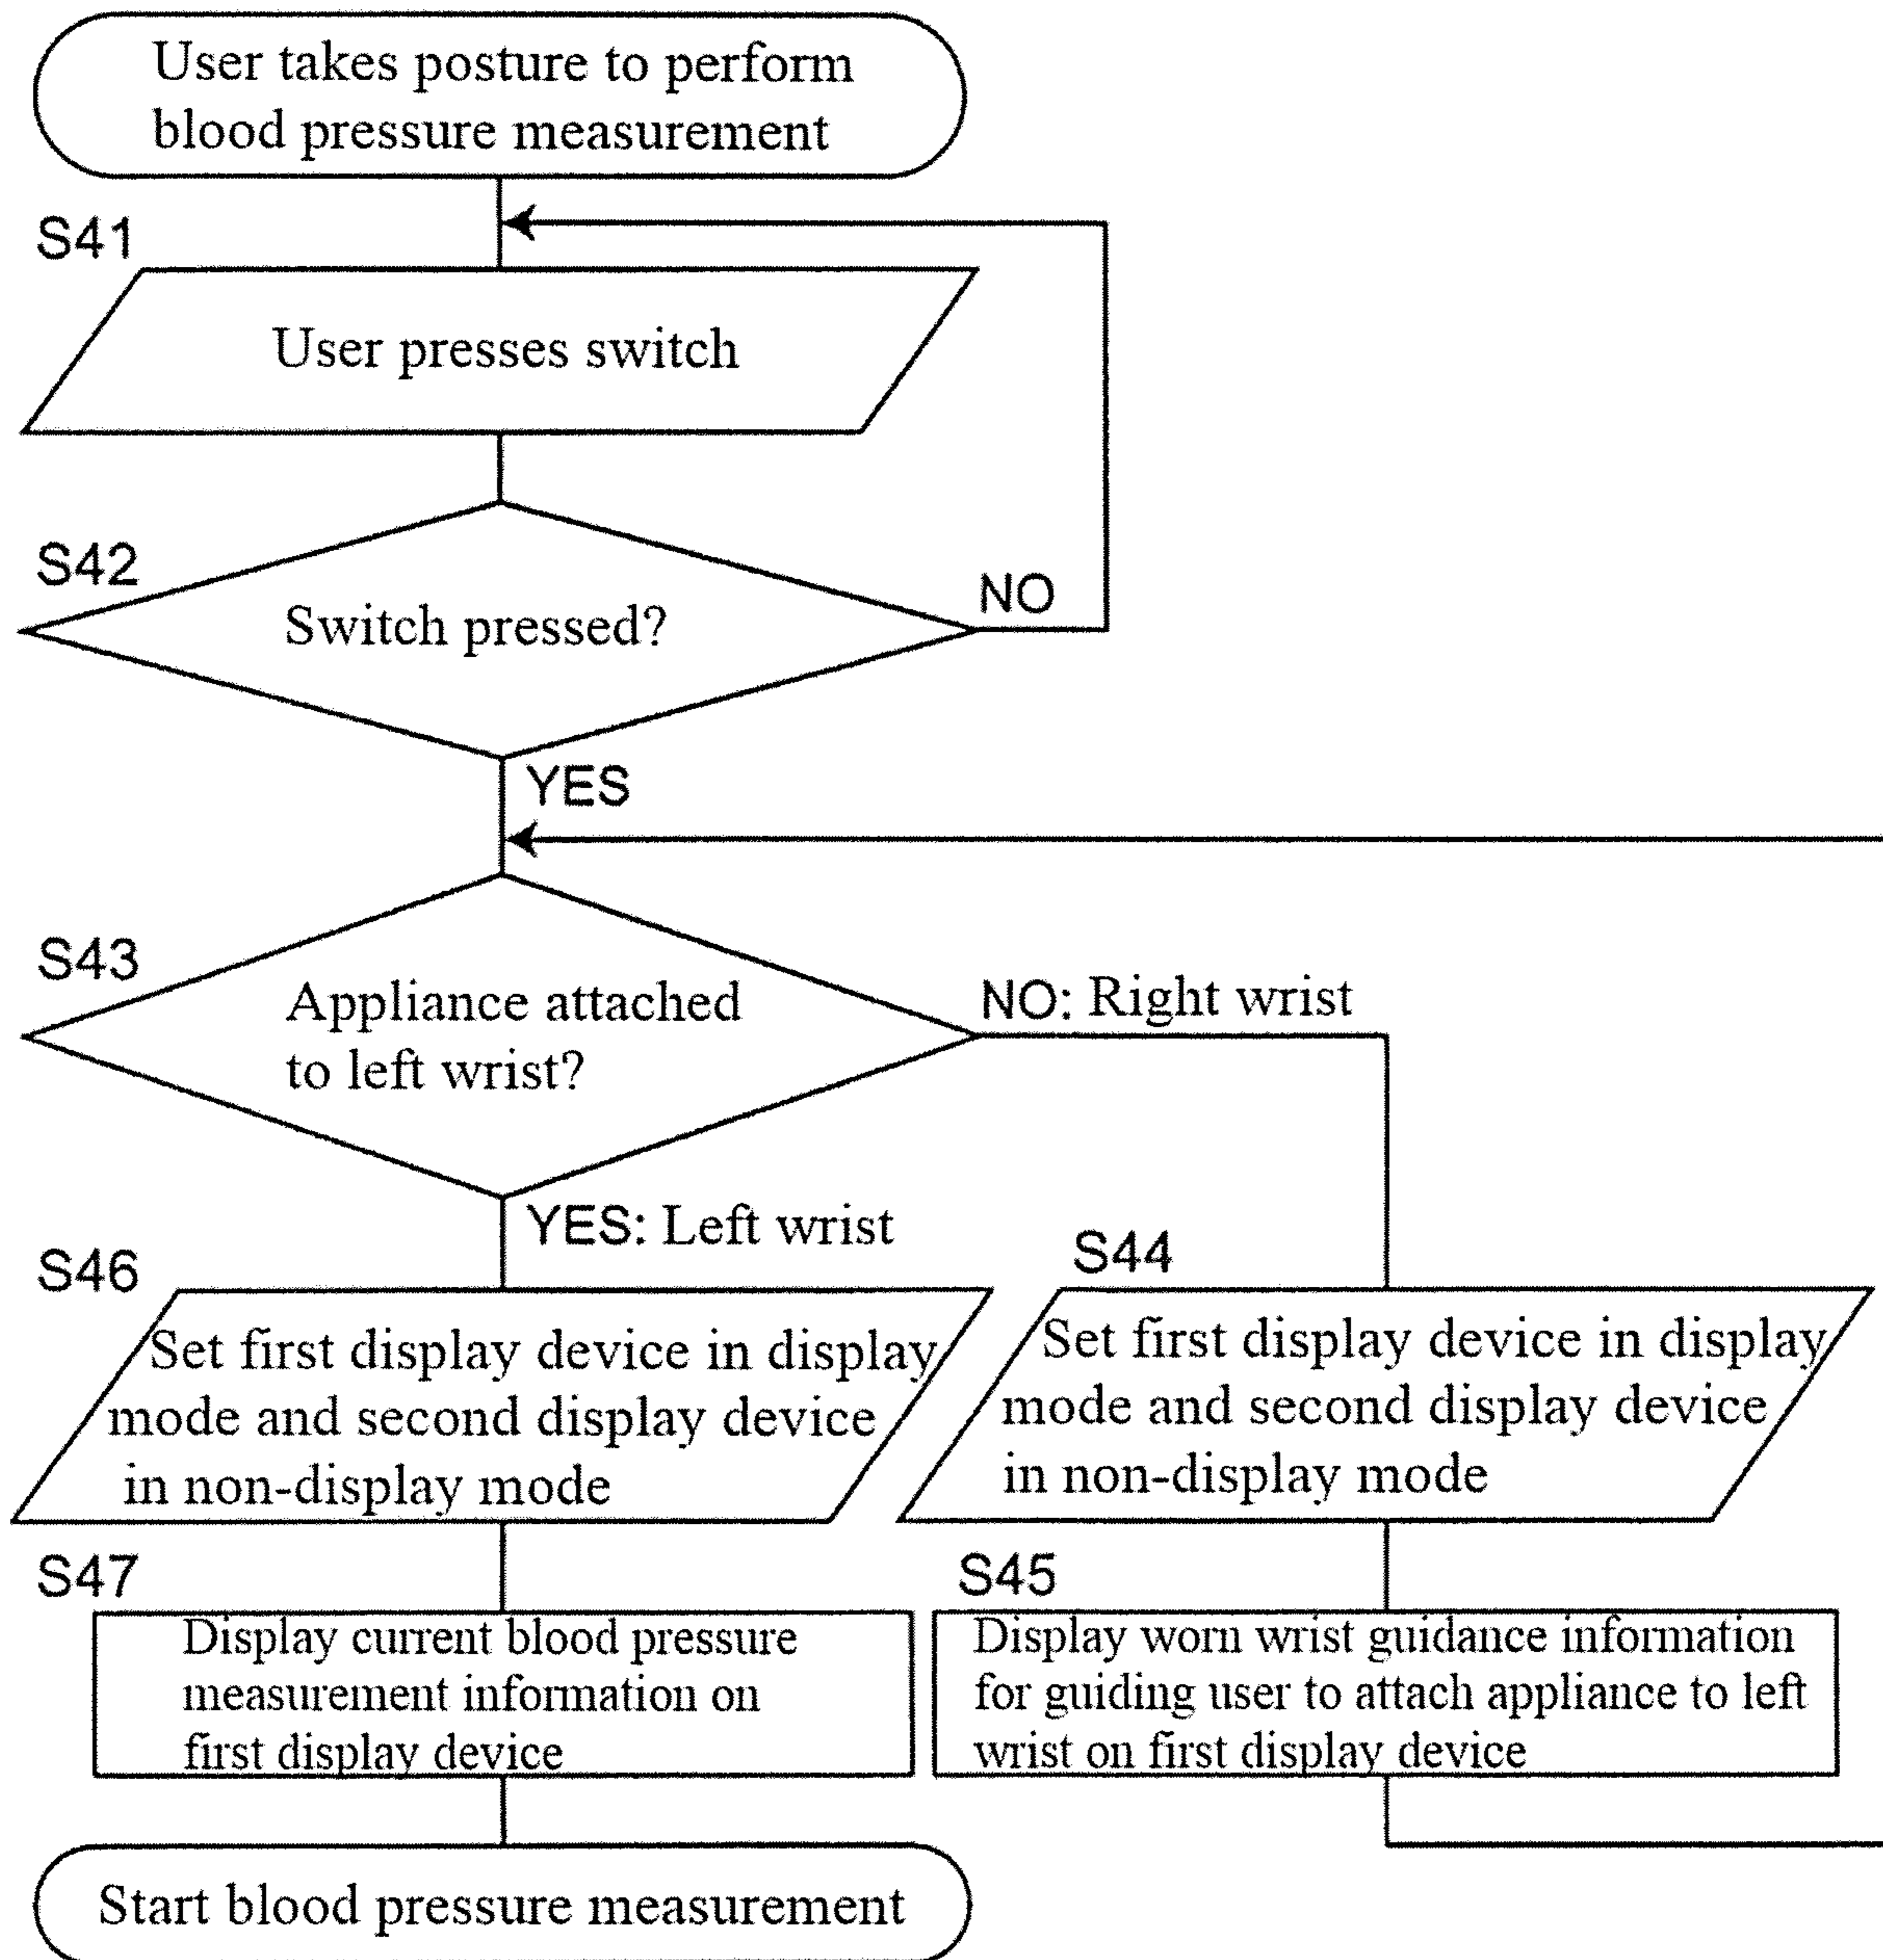 User takes posture to perform
blood pressure measurement
S41
User presses switch
S42
Switch pressed?
NO
YES
S43
Appliance attached
to left wrist?
NO: Right wrist
YES: Left wrist
S46
Set first display device in display
mode and second display device
in non-display mode
S44
Set first display device in display
mode and second display device
in non-display mode
S47
Display current blood pressure
measurement information on
first display device
S45
Display worn wrist guidance information
for guiding user to attach appliance to left
wrist on first display device
Start blood pressure measurement